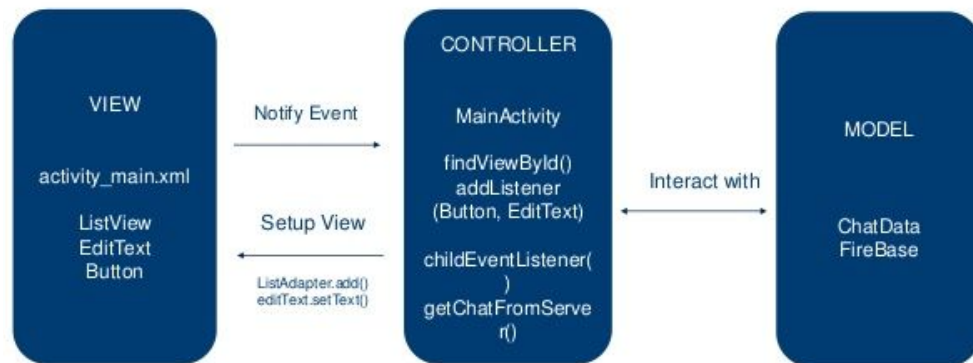 VIEW
activity_main.xml
ListView
EditText
Button
Notify Event
Setup View
ListAdapter.add()
editText.setText()
CONTROLLER
MainActivity
findViewById()
addListener
(Button, EditText)
childEventListener(
)
getChatFromServe
r()
Interact with
MODEL
ChatData
FireBase